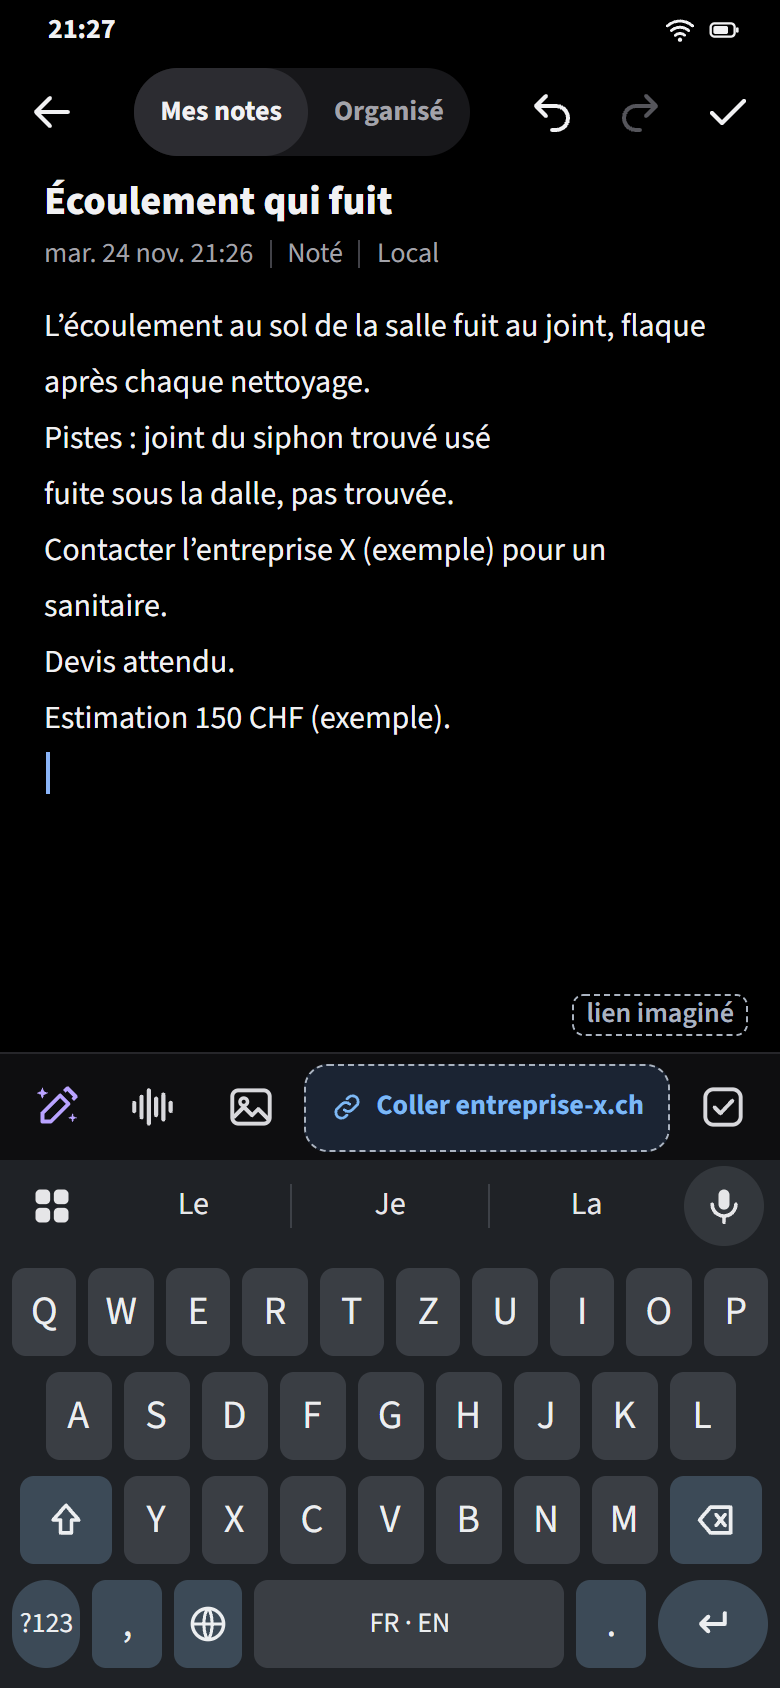 21:27
Mes notes
Organisé
Écoulement qui fuit
mar. 24 nov. 21:26 | Noté | Local
L’écoulement au sol de la salle fuit au joint, flaque
après chaque nettoyage.
Pistes : joint du siphon trouvé usé
fuite sous la dalle, pas trouvée.
Contacter l’entreprise X (exemple) pour un
sanitaire.
Devis attendu.
Estimation 150 CHF (exemple).
lien imaginé
Coller entreprise-x.ch
Le
Je
La
Q W E R T Z U I O P
A S D F G H J K L
Y X C V B N M
?123 , FR · EN .